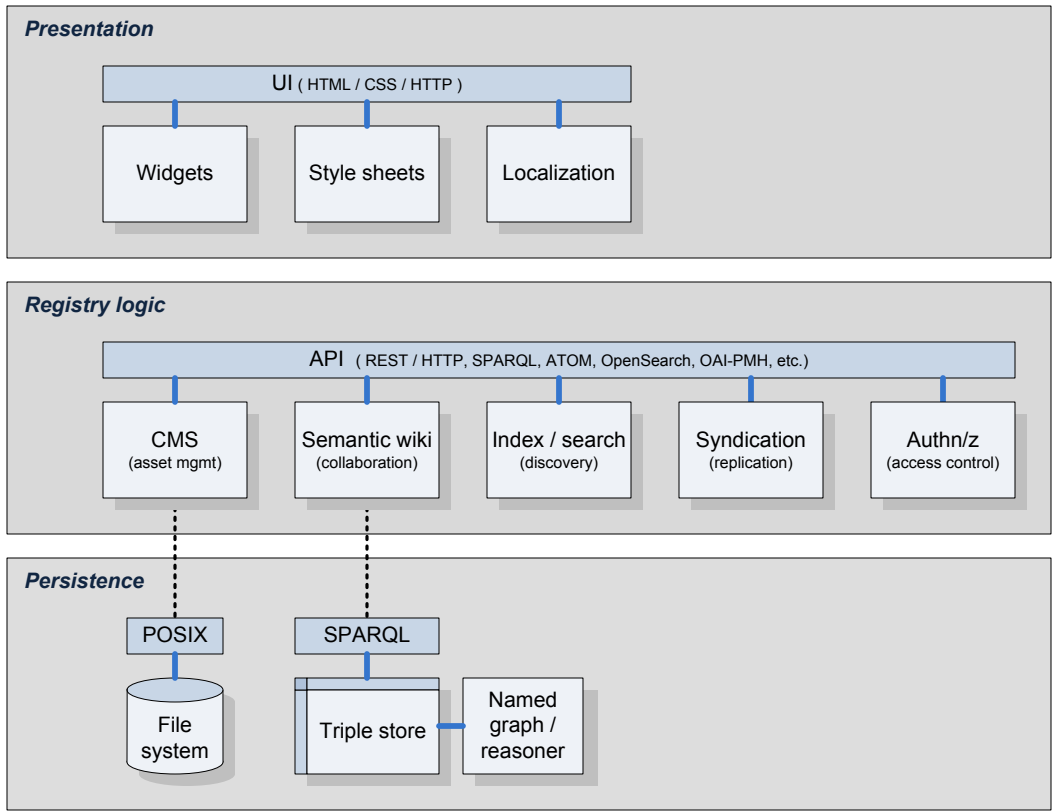 Presentation
UI ( HTML / CSS / HTTP )
Widgets
Style sheets
Localization
Registry logic
API ( REST / HTTP, SPARQL, ATOM, OpenSearch, OAI-PMH, etc.)
CMS
(asset mgmt)
Semantic wiki
(collaboration)
Index / search
(discovery)
Syndication
(replication)
Authn/z
(access control)
Persistence
POSIX
SPARQL
File
system
Triple store
Named
graph /
reasoner